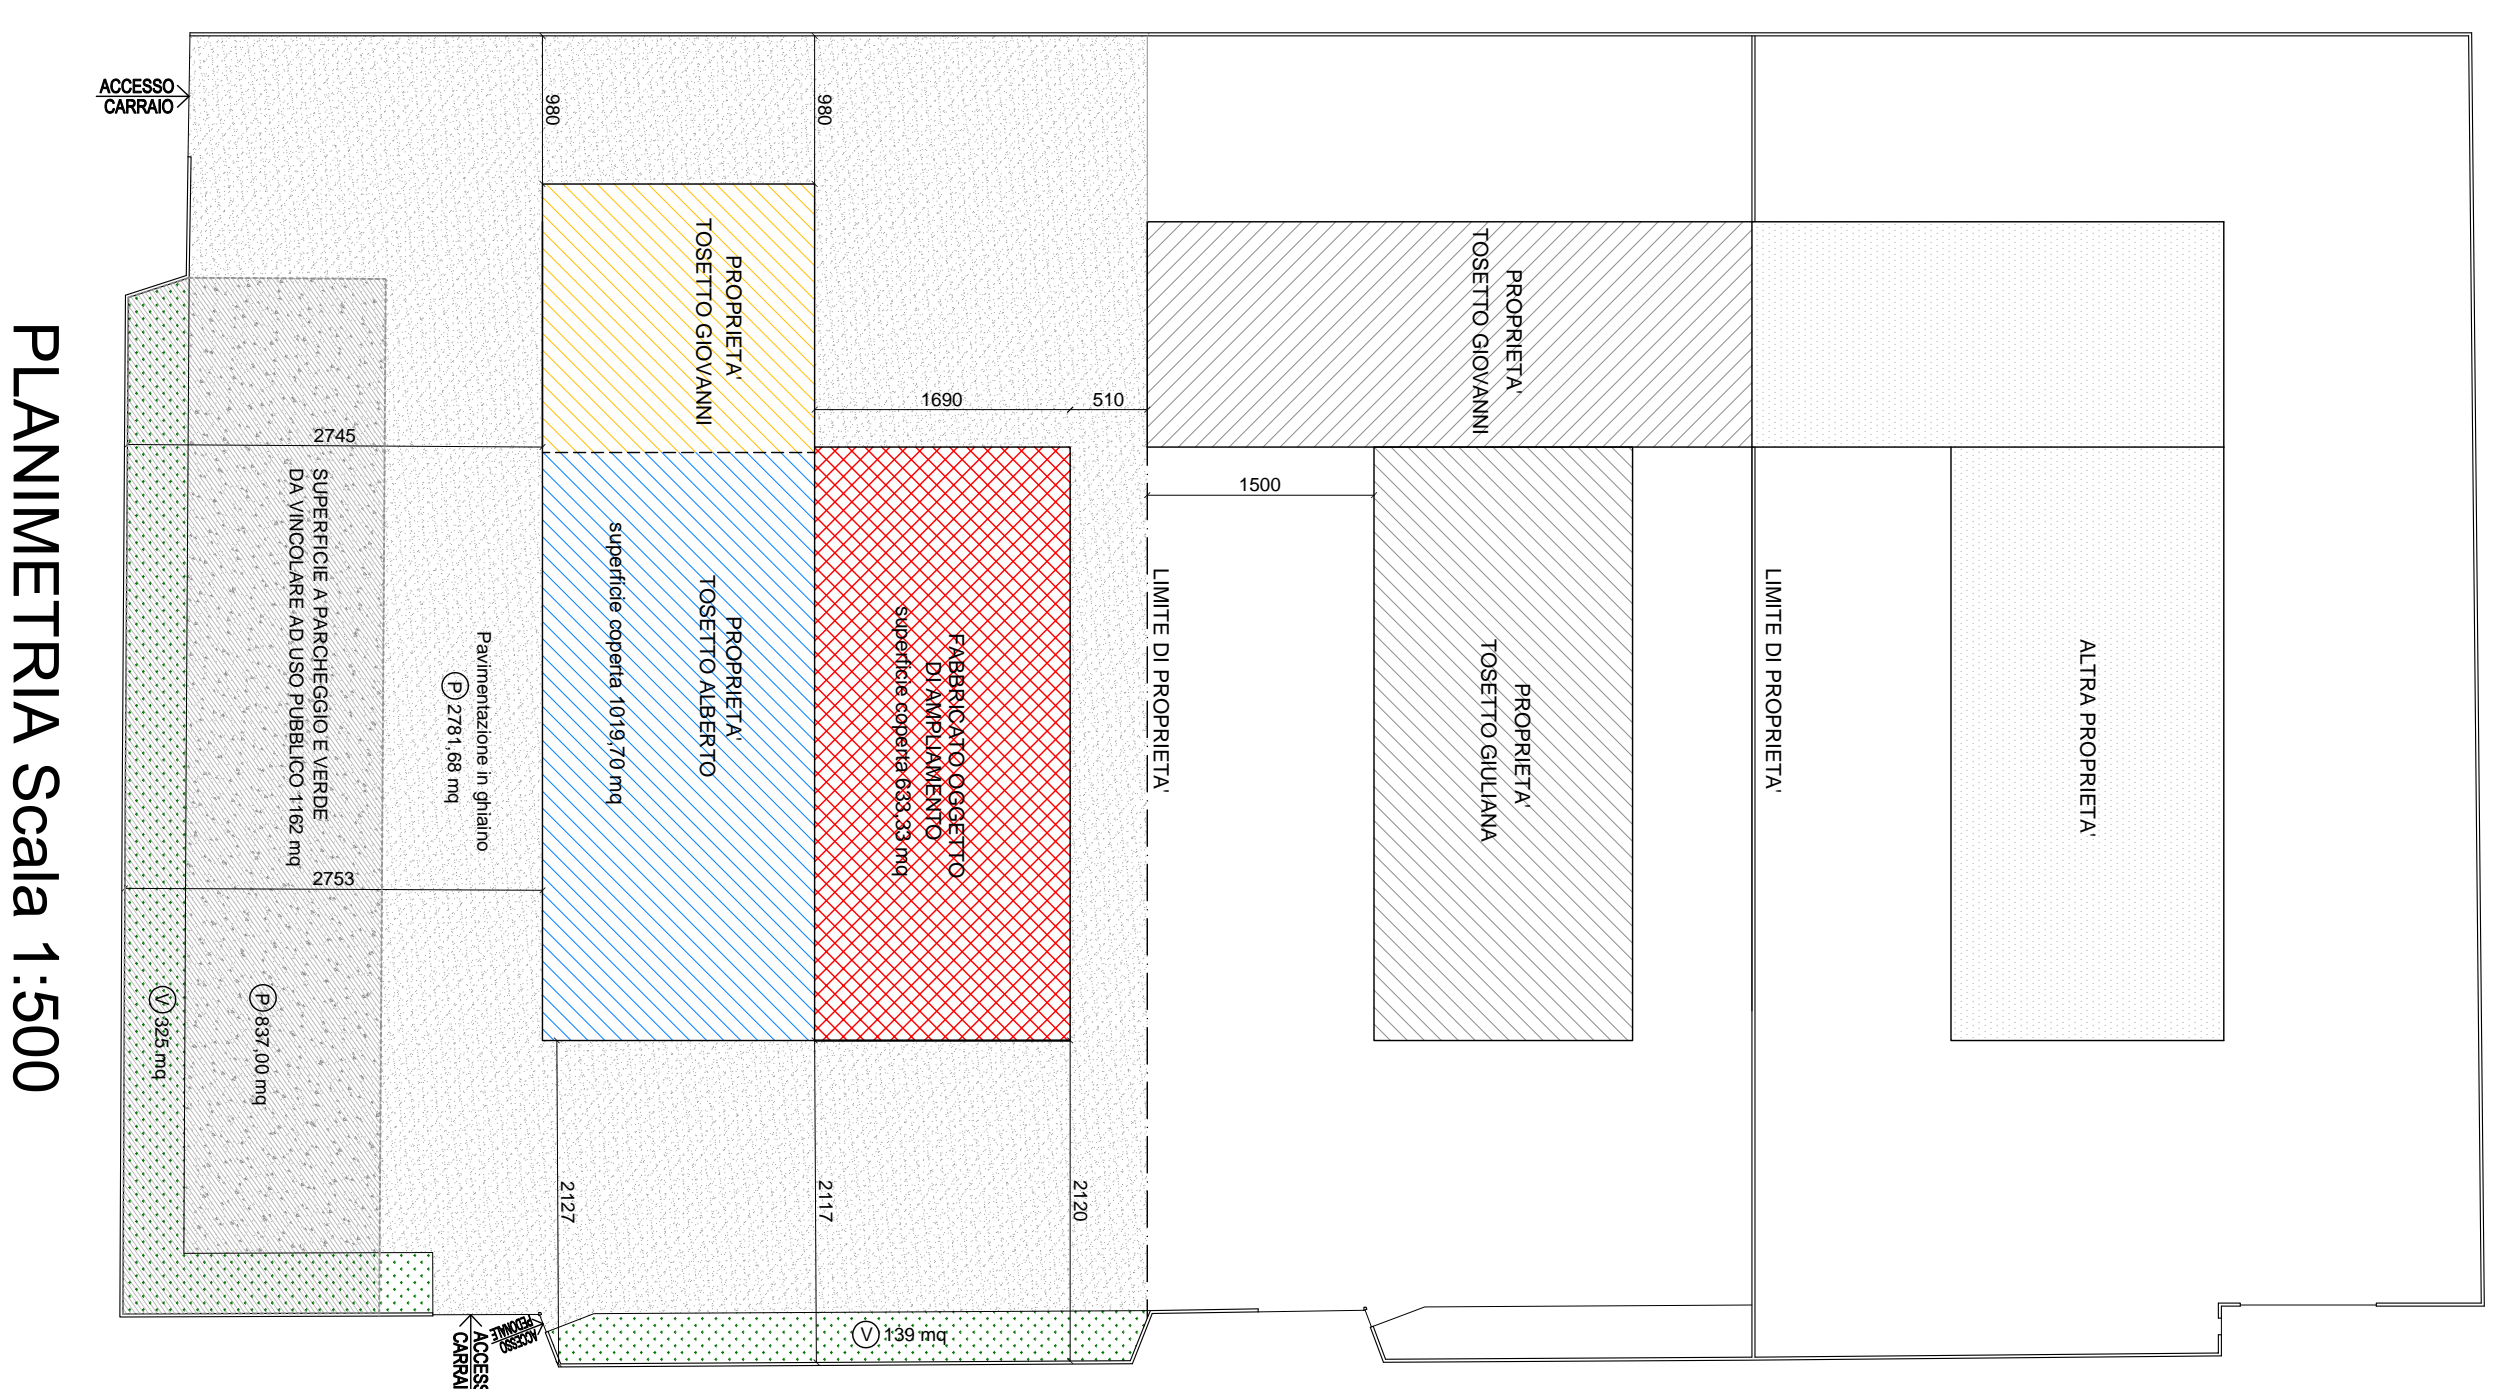 PLANIMETRIA Scala 1:5000
ACCESSO
CARRAIO
980
980
PROPRIETA'
TOSETTO GIOVANNI
PROPRIETA'
TOSETTO GIOVANNI
1690
510
2745
1500
SUPERFICIE A PARCHEGGIO E VERDE
DA VINCOLARE AD USO PUBBLICO 1162 mq
Pavimentazione in ghiaino
P 2781,68 mq
PROPRIETA'
TOSETTO ALBERTO
superficie coperta 1019,70 mq
FABBRICATO OGGETTO
DI AMPLIAMENTO
superficie coperta 633,33 mq
LIMITE DI PROPRIETA'
PROPRIETA'
TOSETTO GIULIANA
LIMITE DI PROPRIETA'
ALTRA PROPRIETA'
2753
V 325 mq
P 837,00 mq
2127
2117
2120
V 139 mq
ACCESSO
PEDONALE
ACCESS
CARRAI